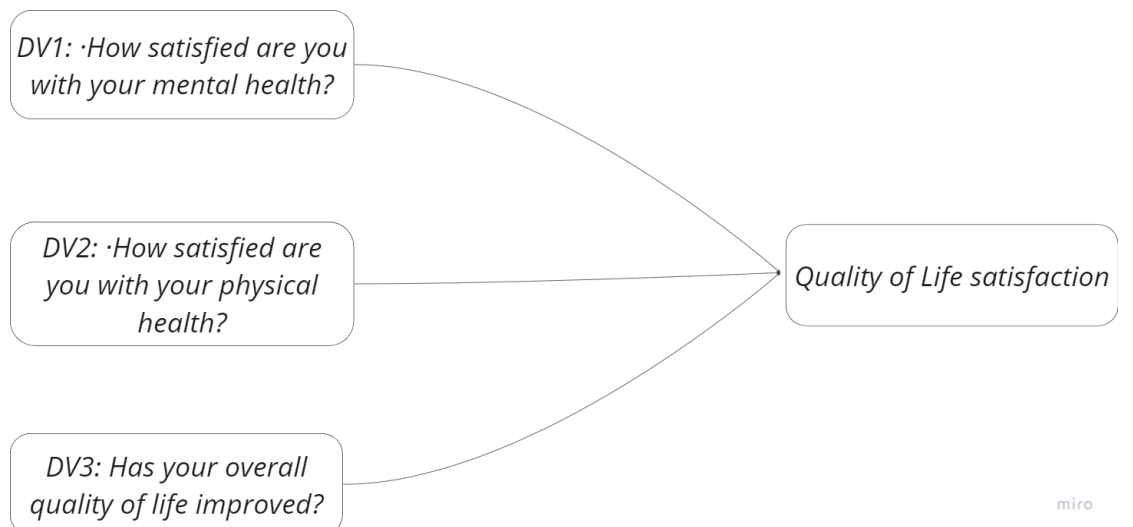 DV1: ·How satisfied are you
with your mental health?
DV2: ·How satisfied are
you with your physical
health?
Quality of Life satisfaction
DV3: Has your overall
quality of life improved?
miro